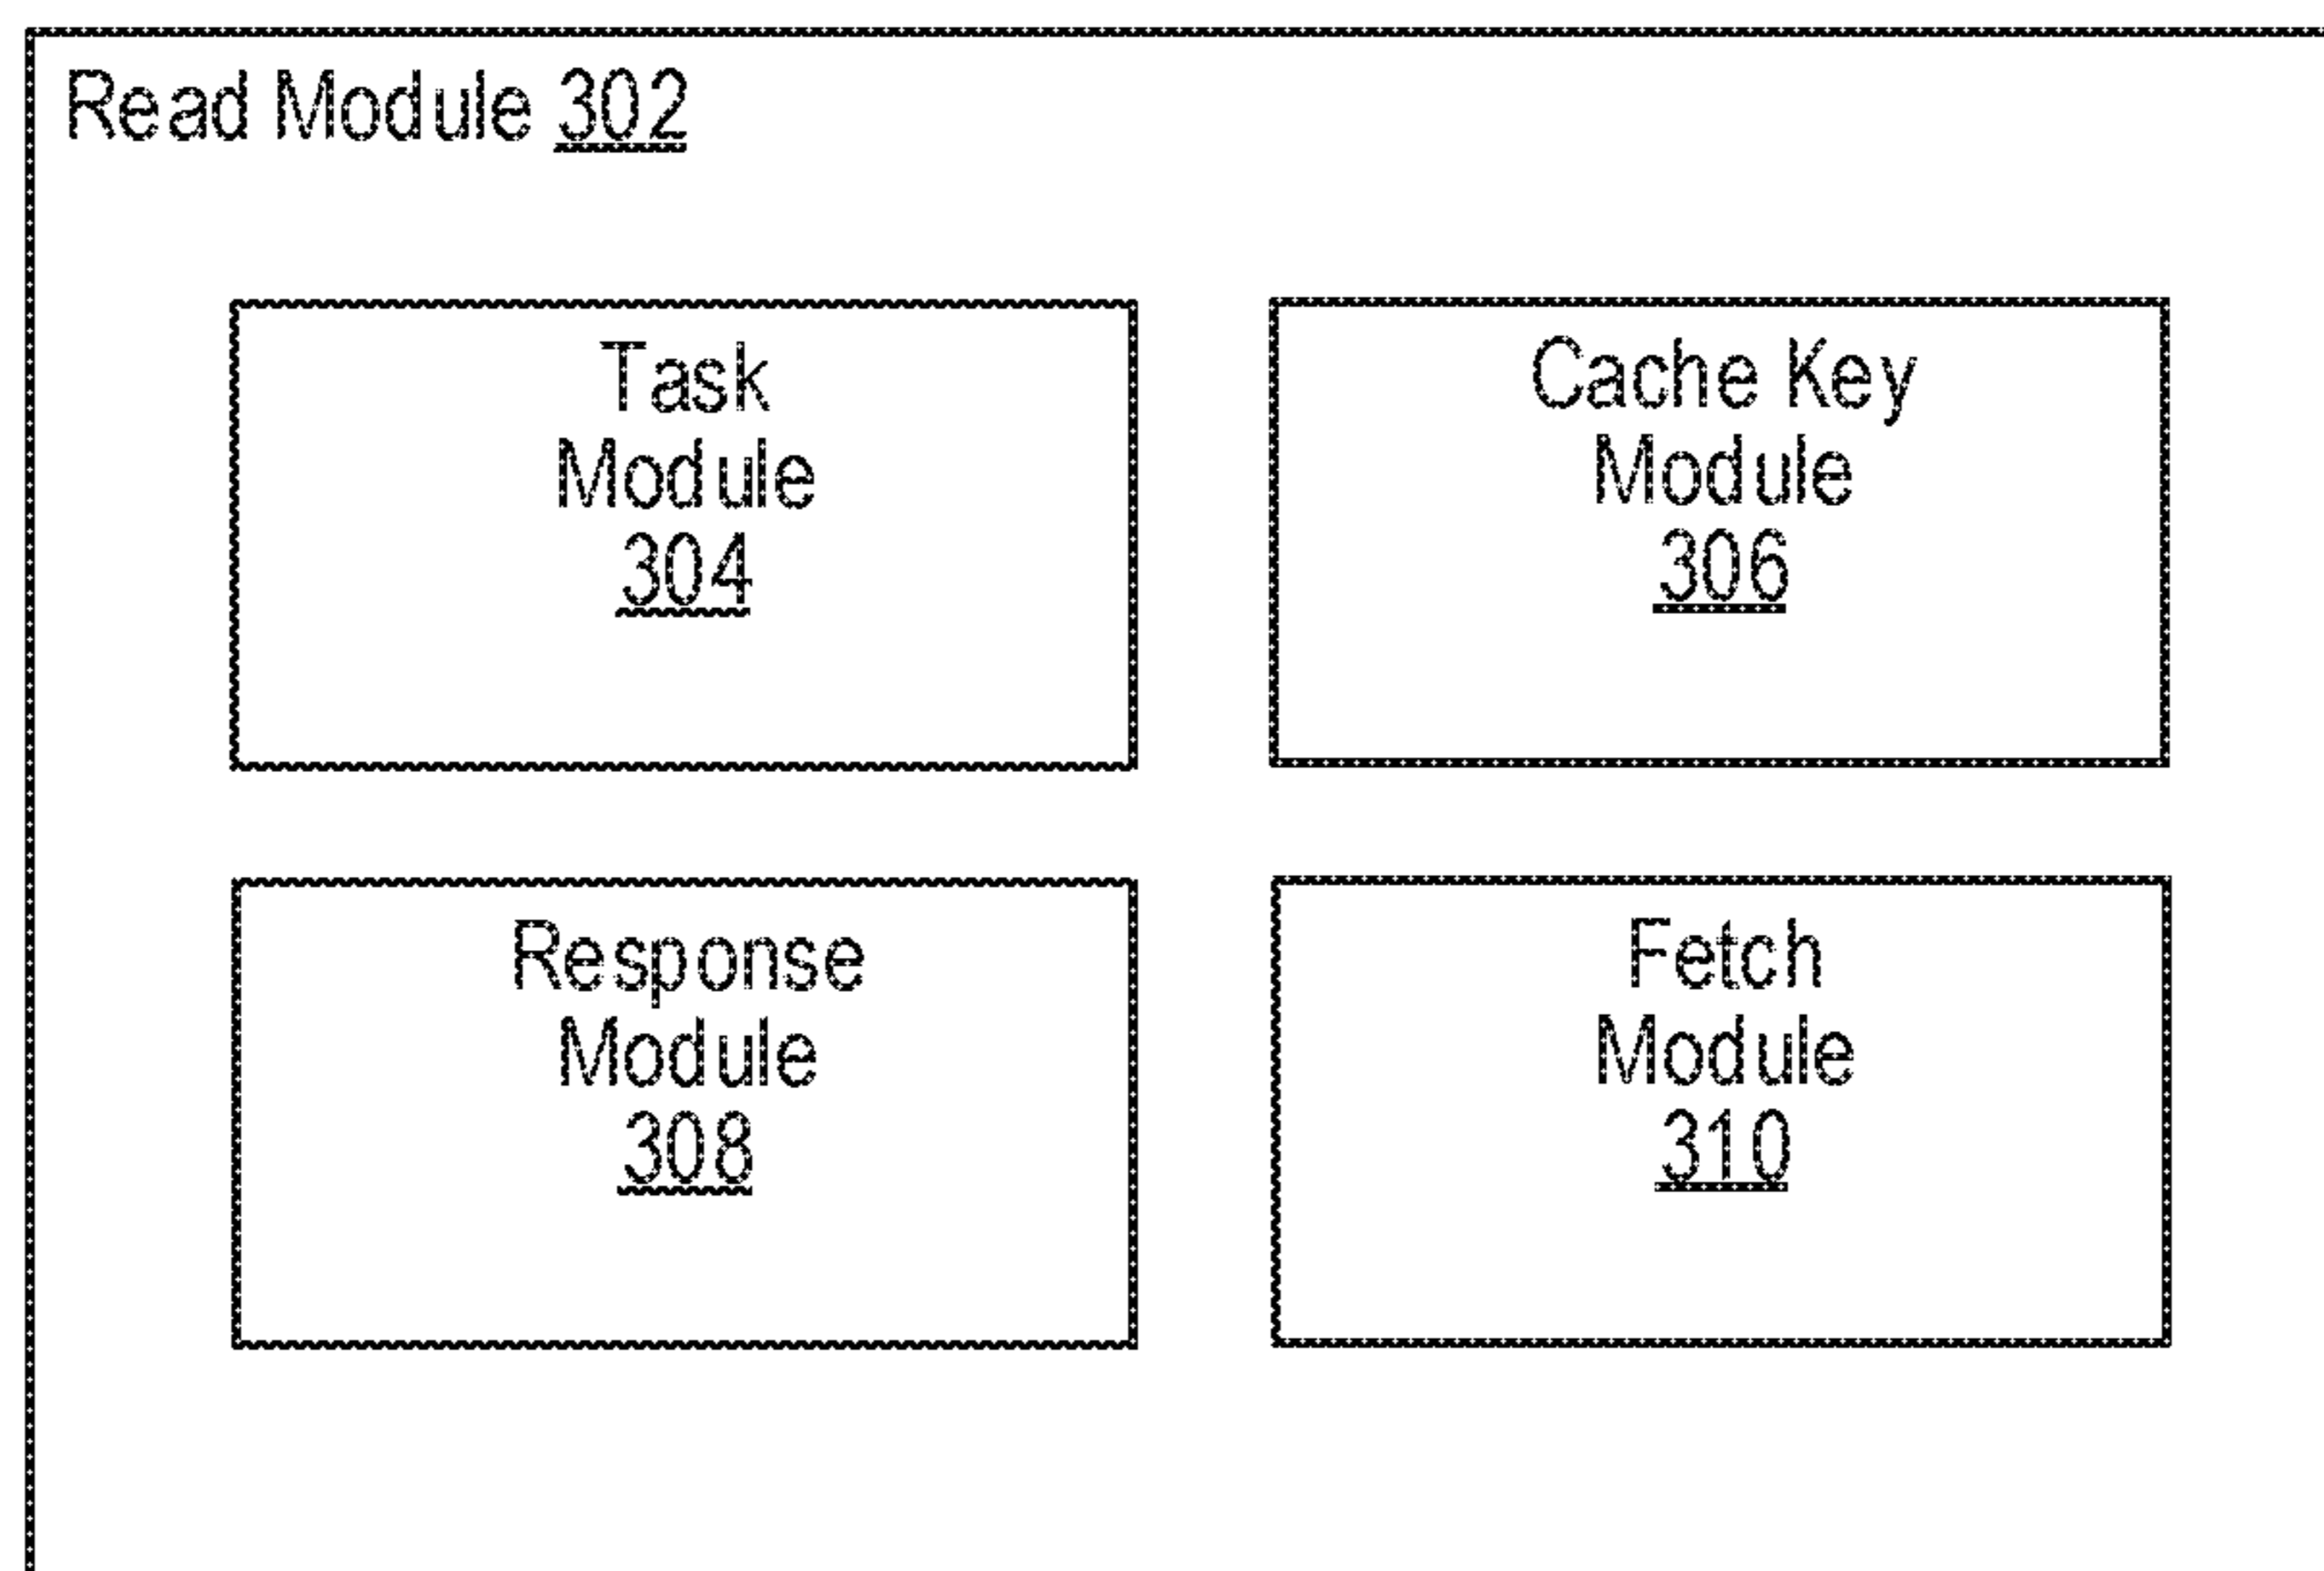 Read Module 302
Task
Module
304
Cache Key
Module
306
Response
Module
308
Fetch
Module
310